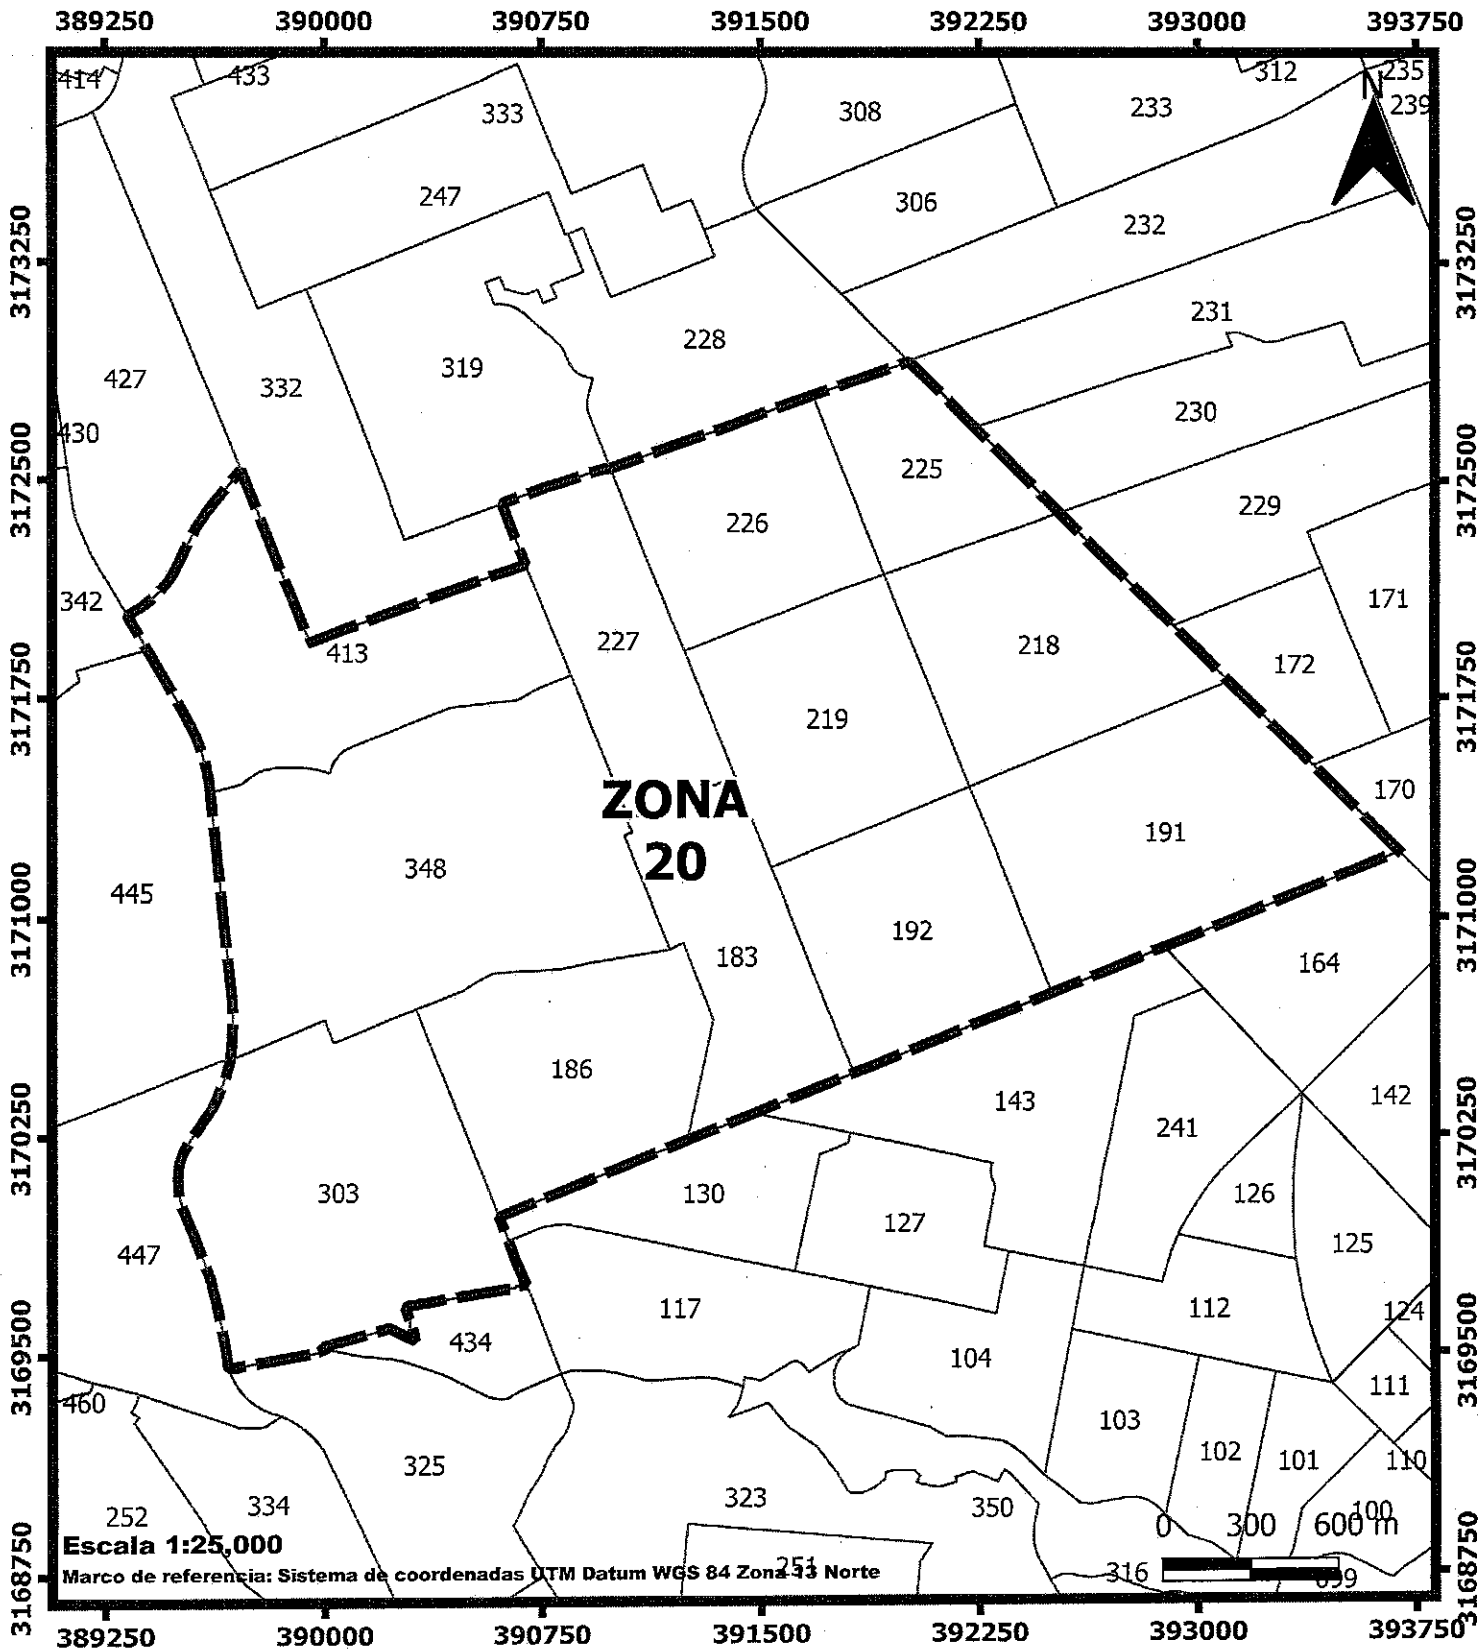 389250 390000 390750 391500 392250 393000 393750
414 433 312 235
N
333 308 233 239
247 306
3173250 232 3173250
231
228
319
427 332
230
430 225
3172500 3172500
226 229
342 171
413 227 218 172
3171750 3171750
219
ZONA 170
20
191
348
445
3171000 192 3171000
183 164
186
143 142
241
3170250 3170250
303 130 126
127 125
447
117 112 124
434
3169500 104 3169500
111
460
103
102 101 110
325
323 350 100
334
252 0 300 600 m
Escala 1:25,000
251 316 699
Marco de referencia: Sistema de coordenadas UTM Datum WGS 84 Zona 13 Norte
3168750 3168750
389250 390000 390750 391500 392250 393000 393750